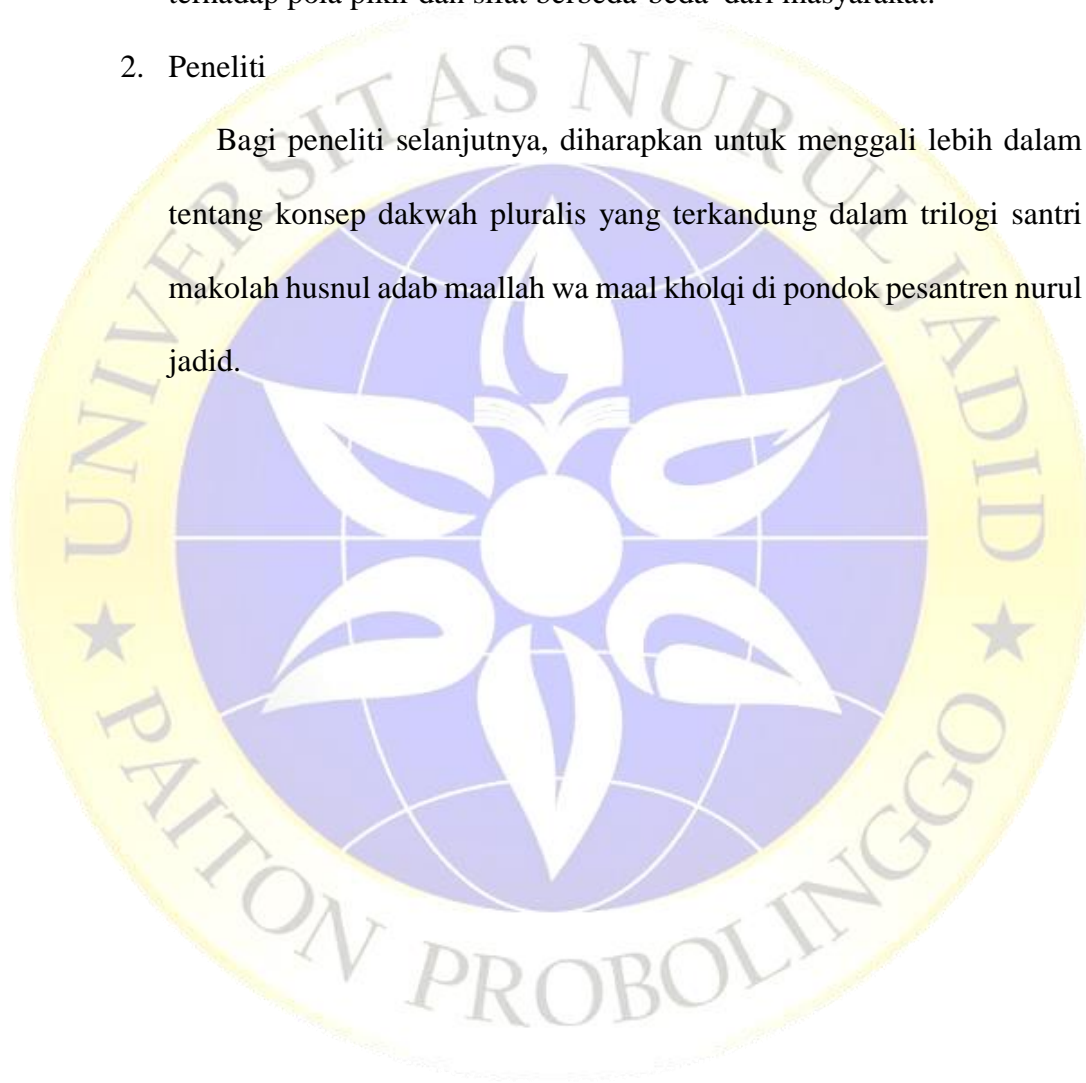 terhadap pola pikir dan sifat berbeda-beda dari masyarakat.
2. Peneliti
Bagi peneliti selanjutnya, diharapkan untuk menggali lebih dalam
tentang konsep dakwah pluralis yang terkandung dalam trilogi santri
makolah husnul adab maallah wa maal kholqi di pondok pesantren nurul
jadid.
UNIVERSITAS NURUL JADID
PAITON PROBOLINGGO